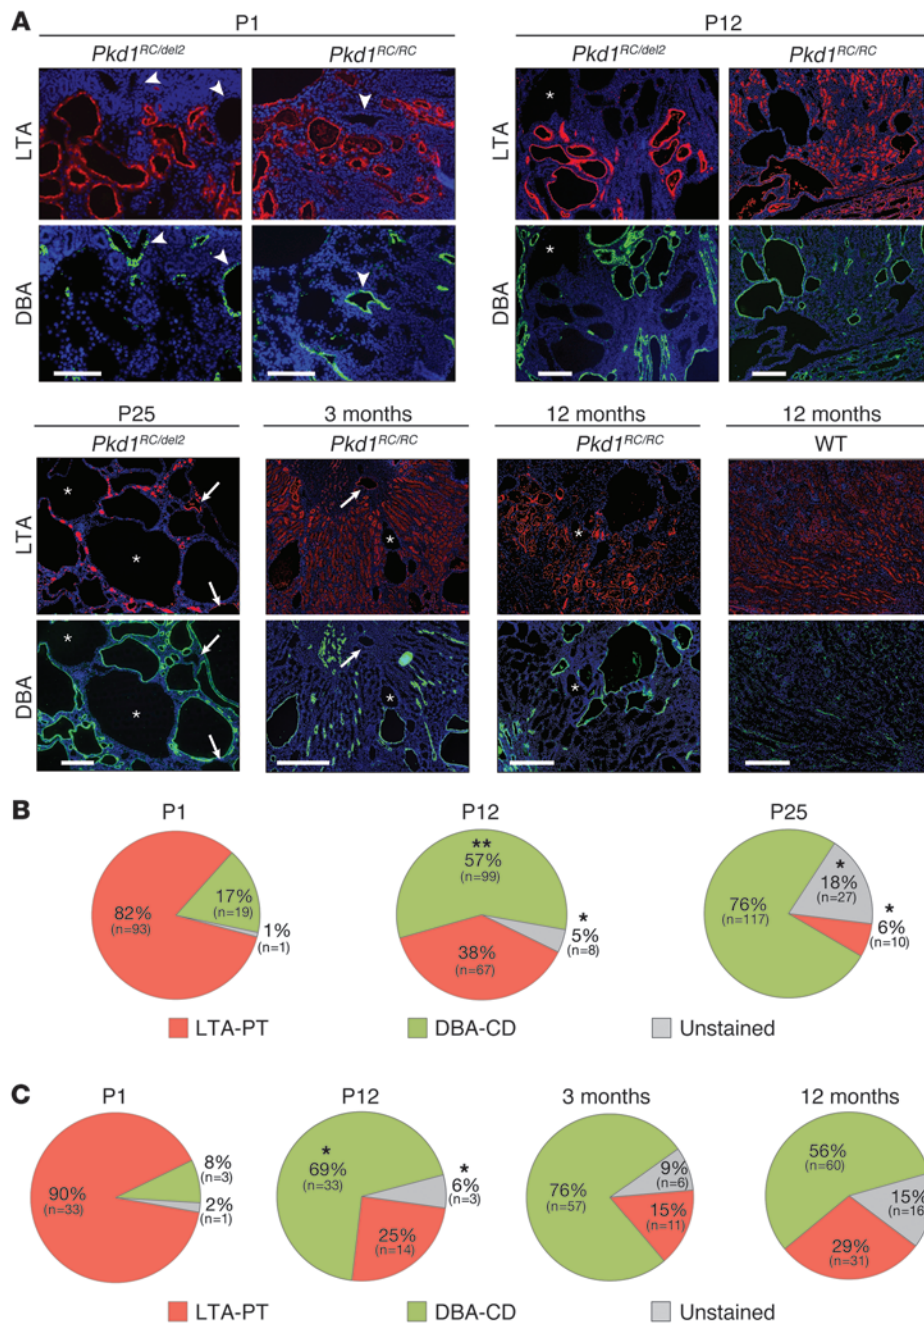 A
P1
P12
Pkd1RC/del2
Pkd1RC/RC
Pkd1RC/del2
Pkd1RC/RC
LTA
LTA
*
DBA
DBA
*
P25
3 months
12 months
12 months
Pkd1RC/del2
Pkd1RC/RC
Pkd1RC/RC
WT
LTA
*
*
*
*
DBA
*
*
*
*
B
P1
P12
P25
82%
(n=93)
17%
(n=19)
1%
(n=1)
**
57%
(n=99)
*
5%
(n=8)
38%
(n=67)
76%
(n=117)
*
18%
(n=27)
*
6%
(n=10)
LTA-PT
DBA-CD
Unstained
C
P1
P12
3 months
12 months
90%
(n=33)
8%
(n=3)
2%
(n=1)
*
69%
(n=33)
*
6%
(n=3)
25%
(n=14)
76%
(n=57)
9%
(n=6)
15%
(n=11)
56%
(n=60)
15%
(n=16)
29%
(n=31)
LTA-PT
DBA-CD
Unstained